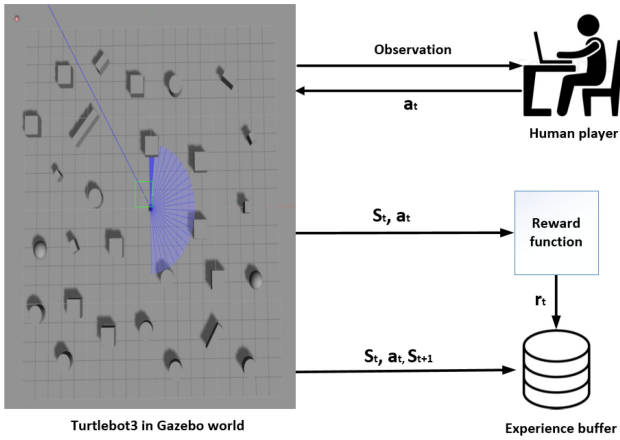 Observation
aₜ
Human player
Sₜ, aₜ
Reward
function
rₜ
Sₜ, aₜ, Sₜ₊₁
Turtlebot3 in Gazebo world
Experience buffer